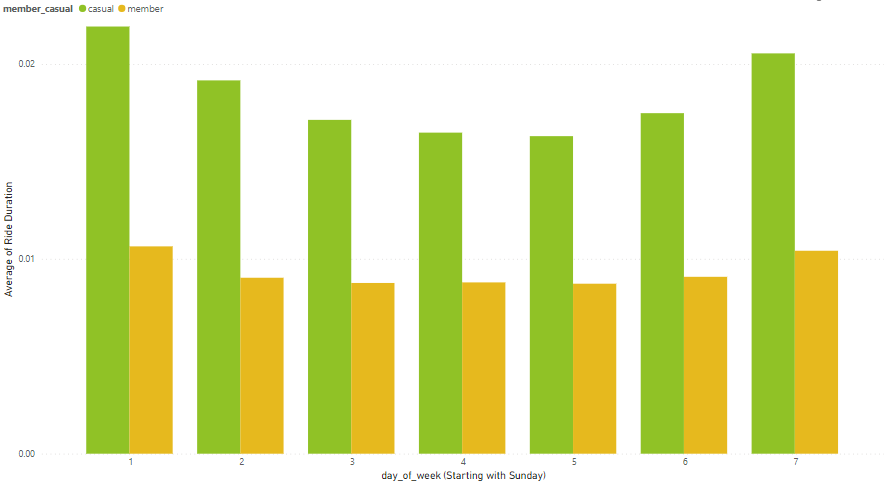 member_casual casual member
0.02
0.01
0.00
Average of Ride Duration
1 2 3 4 5 6 7
day_of_week (Starting with Sunday)